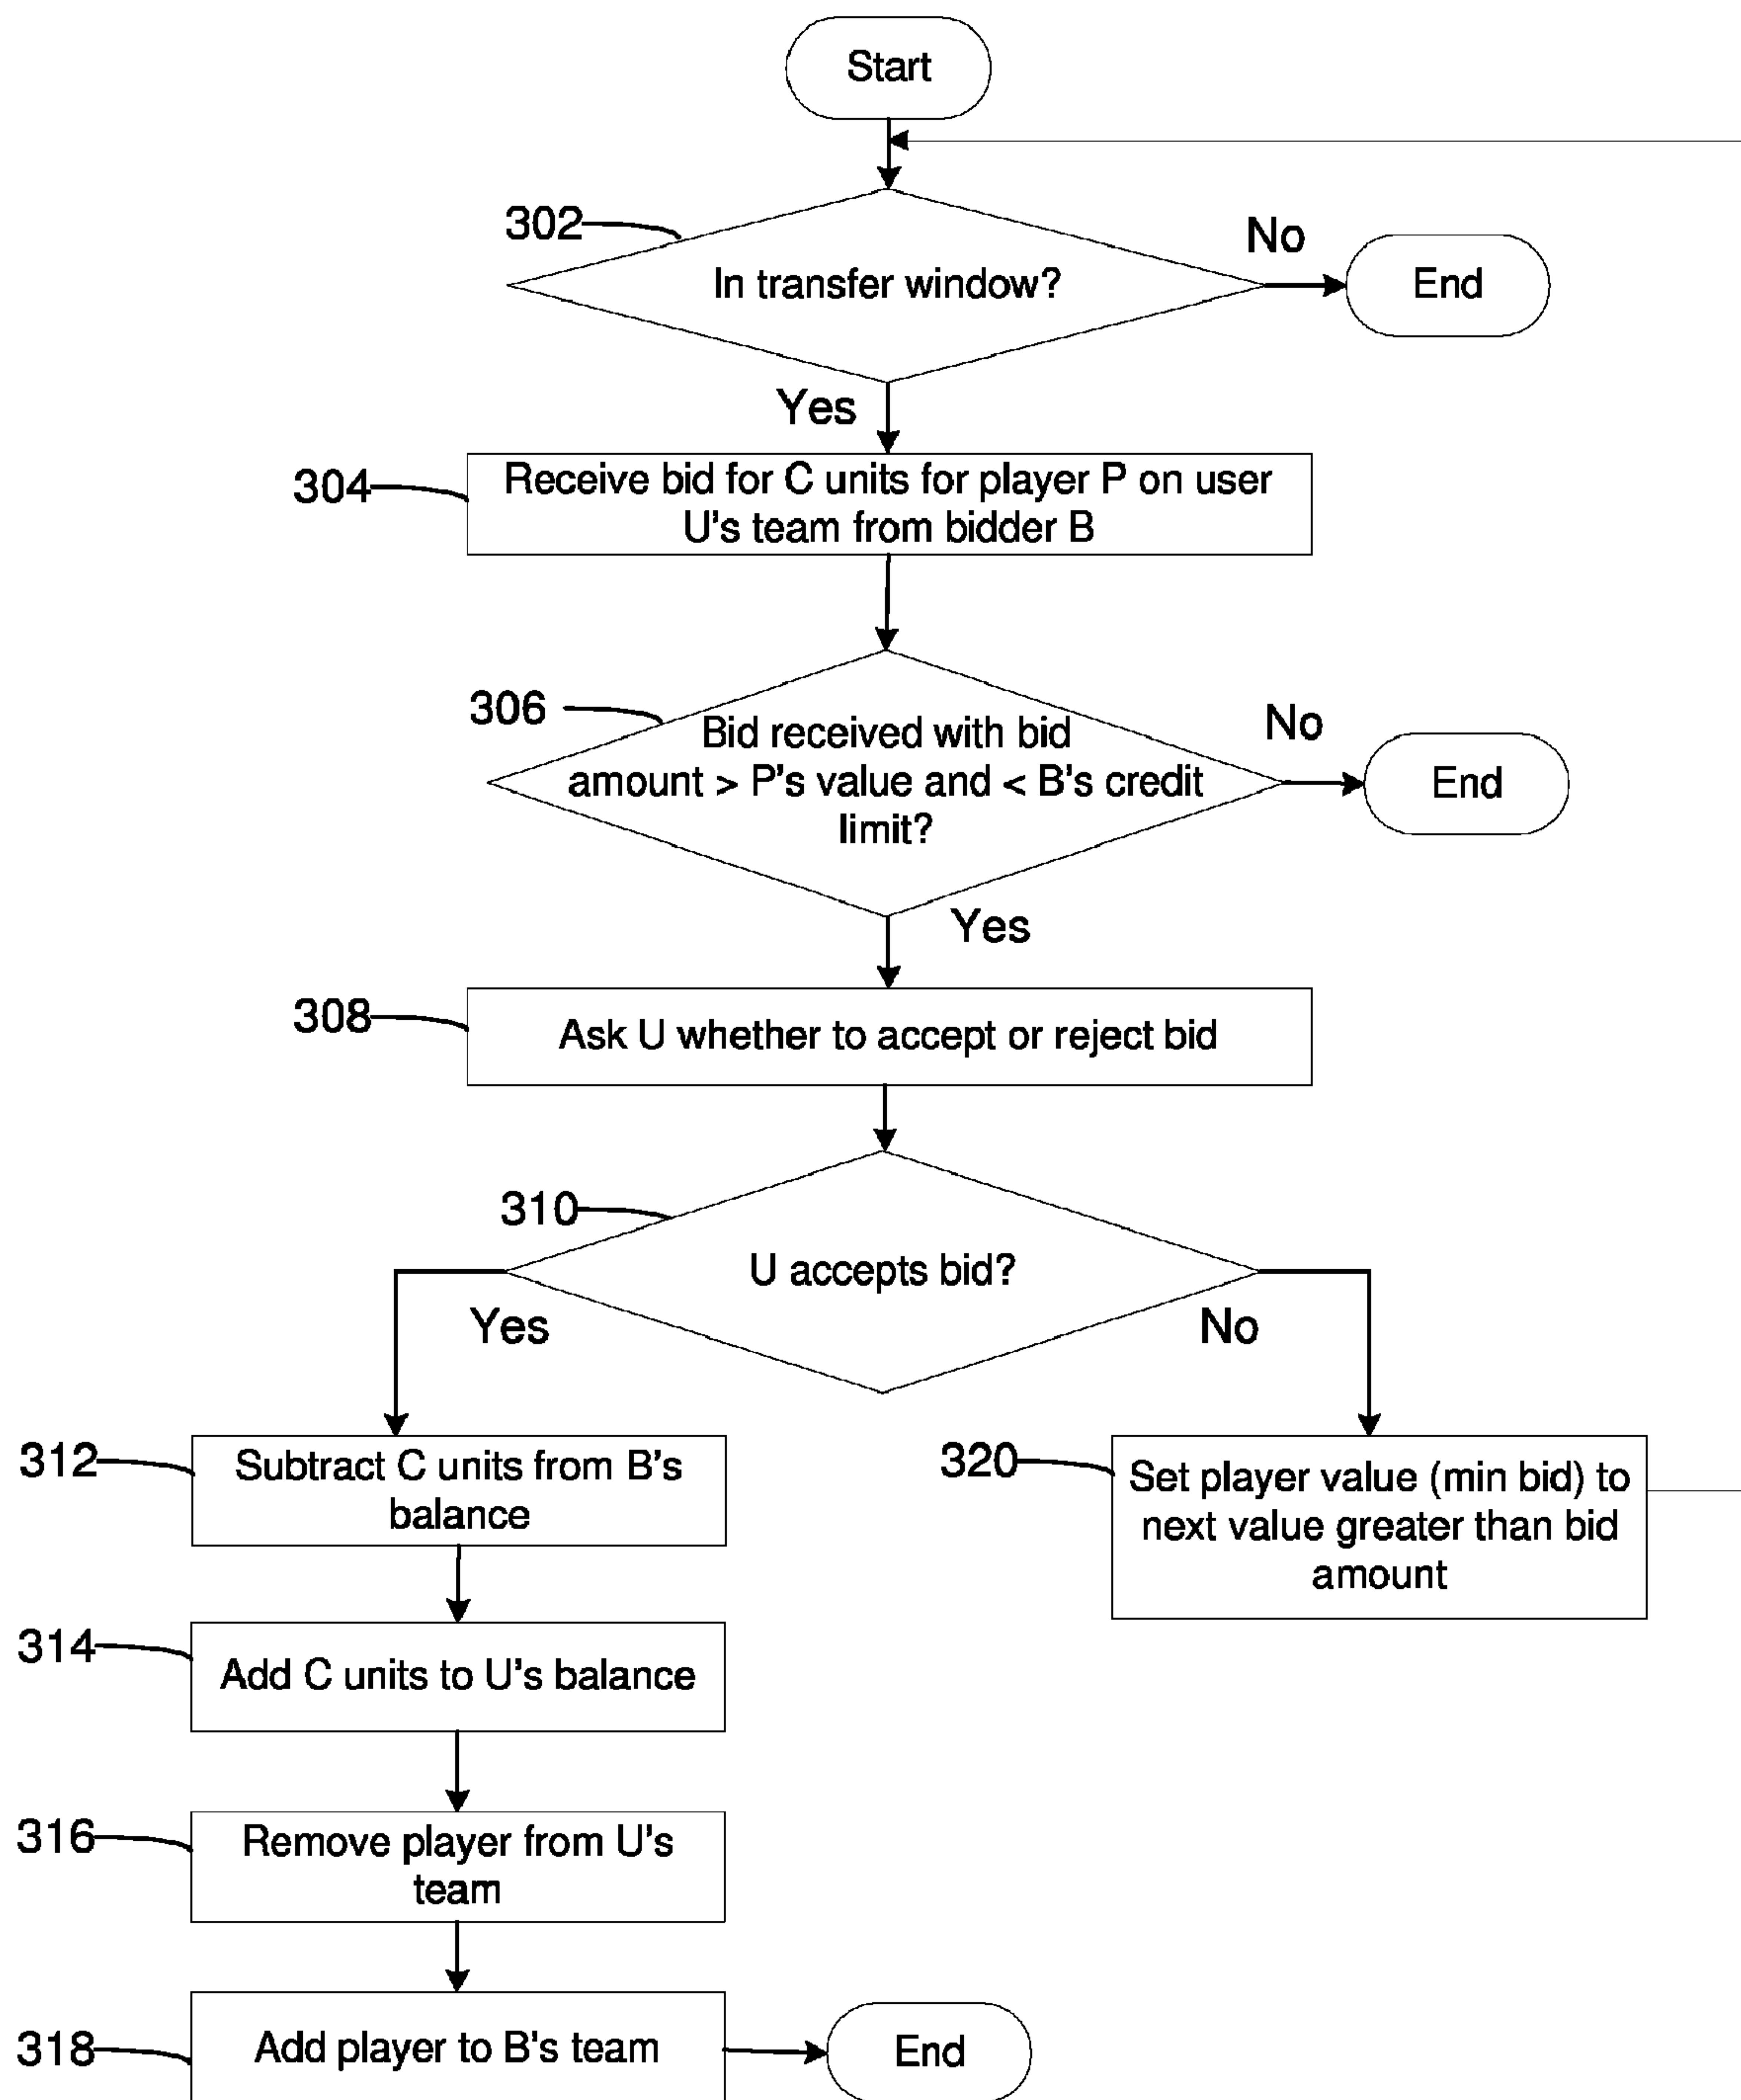 Start
302
In transfer window?
No
End
Yes
304
Receive bid for C units for player P on user
U's team from bidder B
306
Bid received with bid
amount > P's value and < B's credit
limit?
No
End
Yes
308
Ask U whether to accept or reject bid
310
U accepts bid?
Yes
No
312
Subtract C units from B's
balance
320
Set player value (min bid) to
next value greater than bid
amount
314
Add C units to U's balance
316
Remove player from U's
team
318
Add player to B's team
End